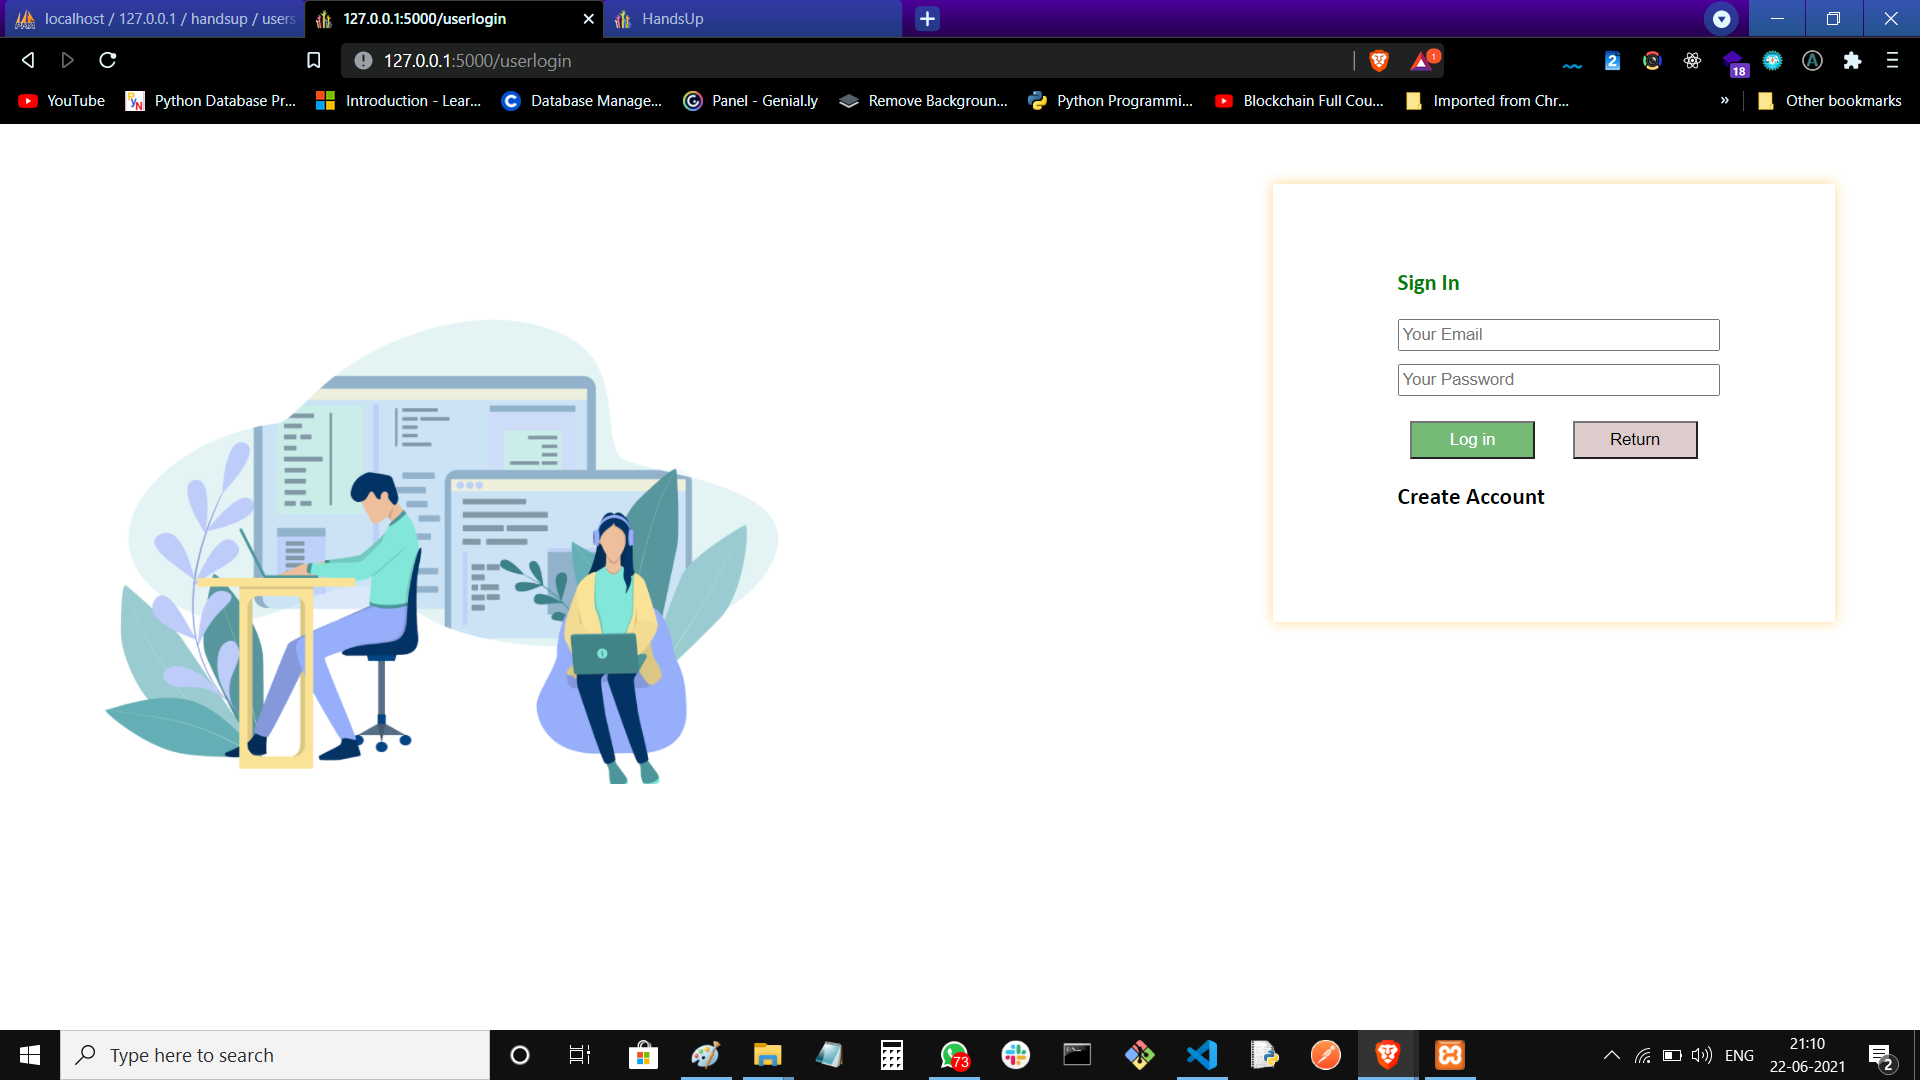 localhost / 127.0.0.1 / handsup / users
127.0.0.1:5000/userlogin
HandsUp
127.0.0.1:5000/userlogin
1
2
18
YouTube
Python Database Pr...
Introduction - Lear...
Database Manage...
Panel - Genial.ly
Remove Backgroun...
Python Programmi...
Blockchain Full Cou...
Imported from Chr...
»
Other bookmarks
Sign In
Your Email
Your Password
Log in
Return
Create Account
Type here to search
73
ENG
21:10
22-06-2021
2